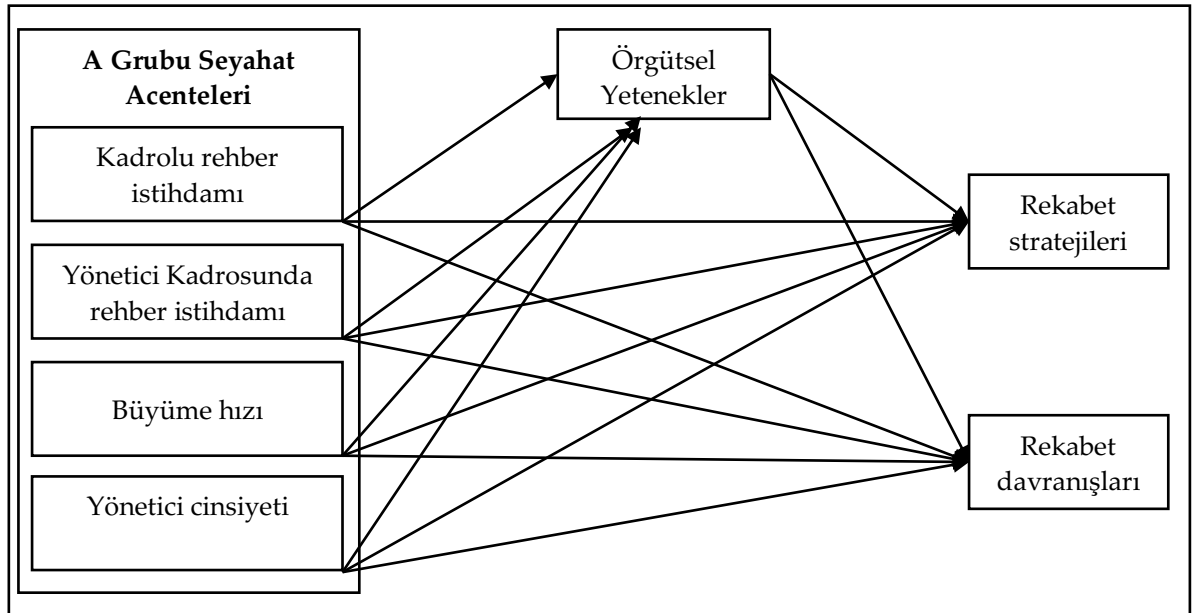 A Grubu Seyahat
Acenteleri
Kadrolu rehber
istihdamı
Yönetici Kadrosunda
rehber istihdamı
Büyüme hızı
Yönetici cinsiyeti
Örgütsel
Yetenekler
Rekabet
stratejileri
Rekabet
davranışları